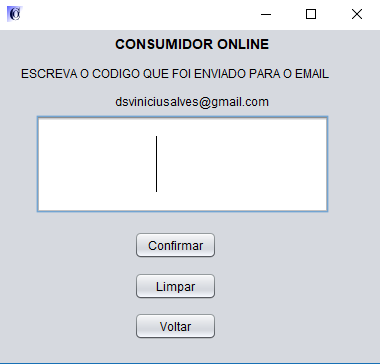 CONSUMIDOR ONLINE
ESCREVA O CODIGO QUE FOI ENVIADO PARA O EMAIL
dsviniciusalves@gmail.com
Confirmar
Limpar
Voltar